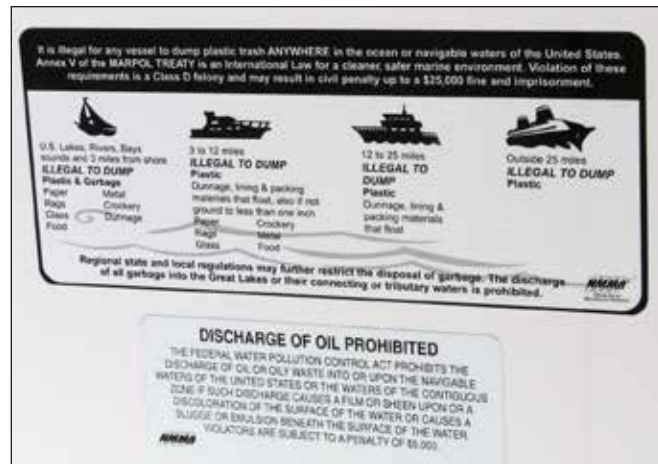 It is illegal for any vessel to dump plastic trash ANYWHERE in the ocean or navigable waters of the United States.
Annex V of the MARPOL TREATY is an International Law for a cleaner, safer marine environment. Violation of these
requirements is a Class D felony and may result in civil penalty up to a $25,000 fine and imprisonment.
U.S. Lakes, Rivers, Bays
sounds and 3 miles from shore
ILLEGAL TO DUMP
Plastic & Garbage
Paper Metal
Rags Crockery
Glass Dunnage
Food
3 to 12 miles
ILLEGAL TO DUMP
Plastic
Dunnage, lining & packing
materials that float, also if not
ground to less than one inch
Paper Crockery
Rags Metal
Glass Food
12 to 25 miles
ILLEGAL TO
DUMP
Plastic
Dunnage, lining &
packing materials
that float
Outside 25 miles
ILLEGAL TO DUMP
Plastic
Regional state and local regulations may further restrict the disposal of garbage. The discharge
of all garbage into the Great Lakes or their connecting or tributary waters is prohibited.
NMMA
DISCHARGE OF OIL PROHIBITED
THE FEDERAL WATER POLLUTION CONTROL ACT PROHIBITS THE
DISCHARGE OF OIL OR OILY WASTE INTO OR UPON THE NAVIGABLE
WATERS OF THE UNITED STATES OR THE WATERS OF THE CONTIGUOUS
ZONE IF SUCH DISCHARGE CAUSES A FILM OR SHEEN UPON OR A
DISCOLORATION OF THE SURFACE OF THE WATER OR CAUSES A
SLUDGE OR EMULSION BENEATH THE SURFACE OF THE WATER.
VIOLATORS ARE SUBJECT TO A PENALTY OF $5,000.
NMMA